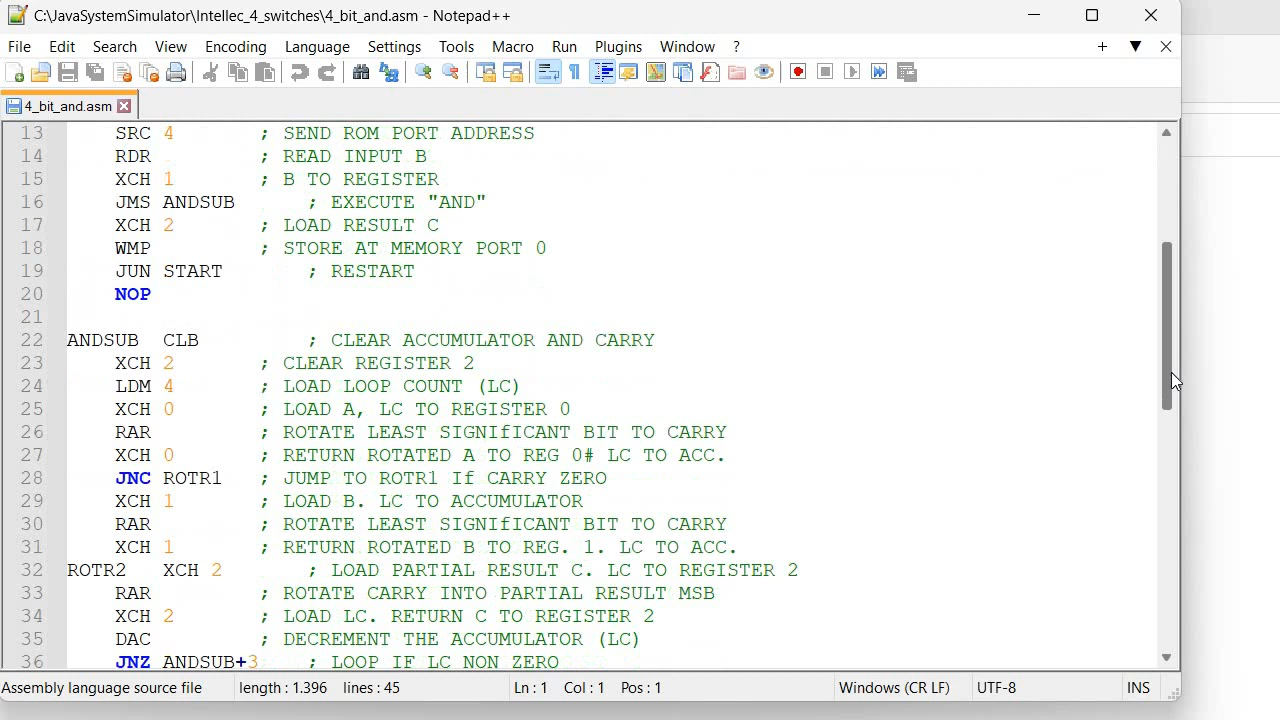 C:\JavaSystemSimulator\Intellec_4_switches\4_bit_and.asm - Notepad++
File Edit Search View Encoding Language Settings Tools Macro Run Plugins Window ? + ▼ X
4_bit_and.asm
13 SRC 4 ; SEND ROM PORT ADDRESS
14 RDR ; READ INPUT B
15 XCH 1 ; B TO REGISTER
16 JMS ANDSUB ; EXECUTE "AND"
17 XCH 2 ; LOAD RESULT C
18 WMP ; STORE AT MEMORY PORT 0
19 JUN START ; RESTART
20 NOP
21
22 ANDSUB CLB ; CLEAR ACCUMULATOR AND CARRY
23 XCH 2 ; CLEAR REGISTER 2
24 LDM 4 ; LOAD LOOP COUNT (LC)
25 XCH 0 ; LOAD A, LC TO REGISTER 0
26 RAR ; ROTATE LEAST SIGNIfICANT BIT TO CARRY
27 XCH 0 ; RETURN ROTATED A TO REG 0# LC TO ACC.
28 JNC ROTR1 ; JUMP TO ROTR1 If CARRY ZERO
29 XCH 1 ; LOAD B. LC TO ACCUMULATOR
30 RAR ; ROTATE LEAST SIGNIfICANT BIT TO CARRY
31 XCH 1 ; RETURN ROTATED B TO REG. 1. LC TO ACC.
32 ROTR2 XCH 2 ; LOAD PARTIAL RESULT C. LC TO REGISTER 2
33 RAR ; ROTATE CARRY INTO PARTIAL RESULT MSB
34 XCH 2 ; LOAD LC. RETURN C TO REGISTER 2
35 DAC ; DECREMENT THE ACCUMULATOR (LC)
36 JNZ ANDSUB+3 ; LOOP IF LC NON ZERO
Assembly language source file length : 1.396 lines : 45 Ln : 1 Col : 1 Pos : 1 Windows (CR LF) UTF-8 INS